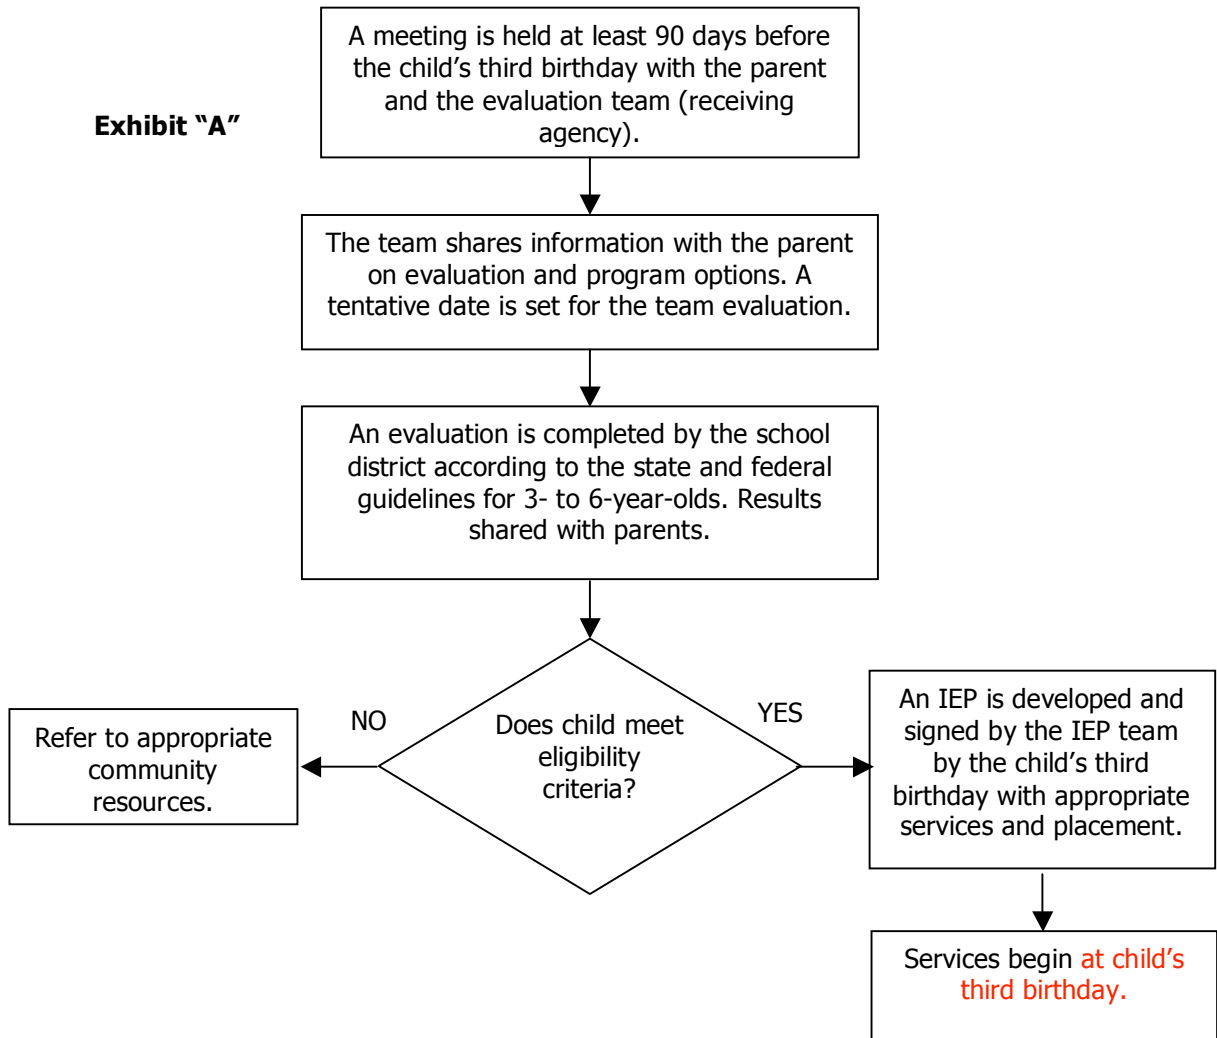 A meeting is held at least 90 days before
the child’s third birthday with the parent
and the evaluation team (receiving
agency).
Exhibit “A”
The team shares information with the parent
on evaluation and program options. A
tentative date is set for the team evaluation.
An evaluation is completed by the school
district according to the state and federal
guidelines for 3- to 6-year-olds. Results
shared with parents.
NO
Does child meet
eligibility
criteria?
YES
Refer to appropriate
community
resources.
An IEP is developed and
signed by the IEP team
by the child’s third
birthday with appropriate
services and placement.
Services begin at child’s
third birthday.